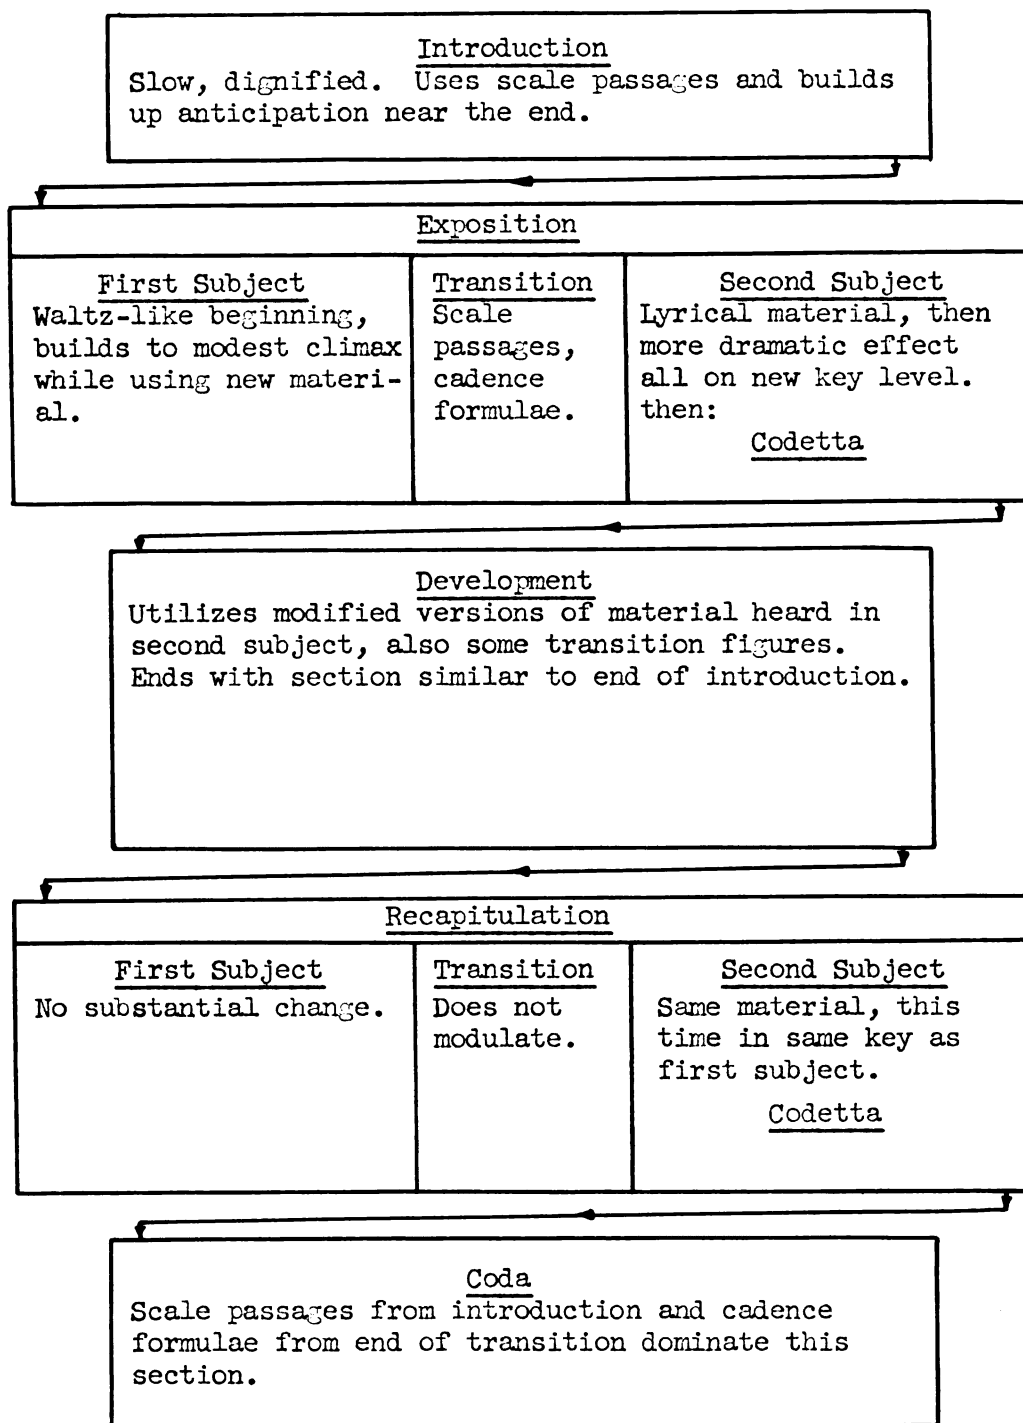 Introduction
Slow, dignified.  Uses scale passages and builds
up anticipation near the end.
Exposition
First Subject
Waltz-like beginning,
builds to modest climax
while using new materi-
al.
Transition
Scale
passages,
cadence
formulae.
Second Subject
Lyrical material, then
more dramatic effect
all on new key level.
then:
Codetta
Development
Utilizes modified versions of material heard in
second subject, also some transition figures.
Ends with section similar to end of introduction.
Recapitulation
First Subject
No substantial change.
Transition
Does not
modulate.
Second Subject
Same material, this
time in same key as
first subject.
Codetta
Coda
Scale passages from introduction and cadence
formulae from end of transition dominate this
section.